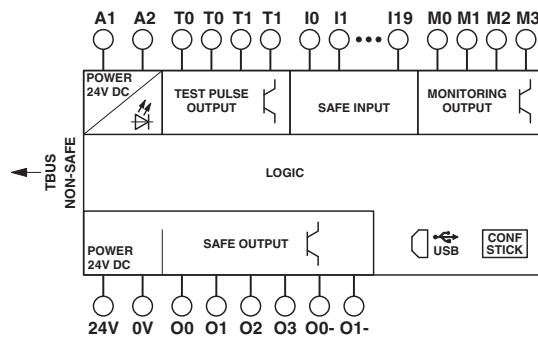 A1 A2 T0 T0 T1 T1 I0 I1 I19 M0 M1 M2 M3
POWER
24V DC
TEST PULSE
OUTPUT
SAFE INPUT
MONITORING
OUTPUT
TBUS
NON-SAFE
LOGIC
POWER
24V DC
SAFE OUTPUT
USB
CONF
STICK
24V 0V O0 O1 O2 O3 O0- O1-